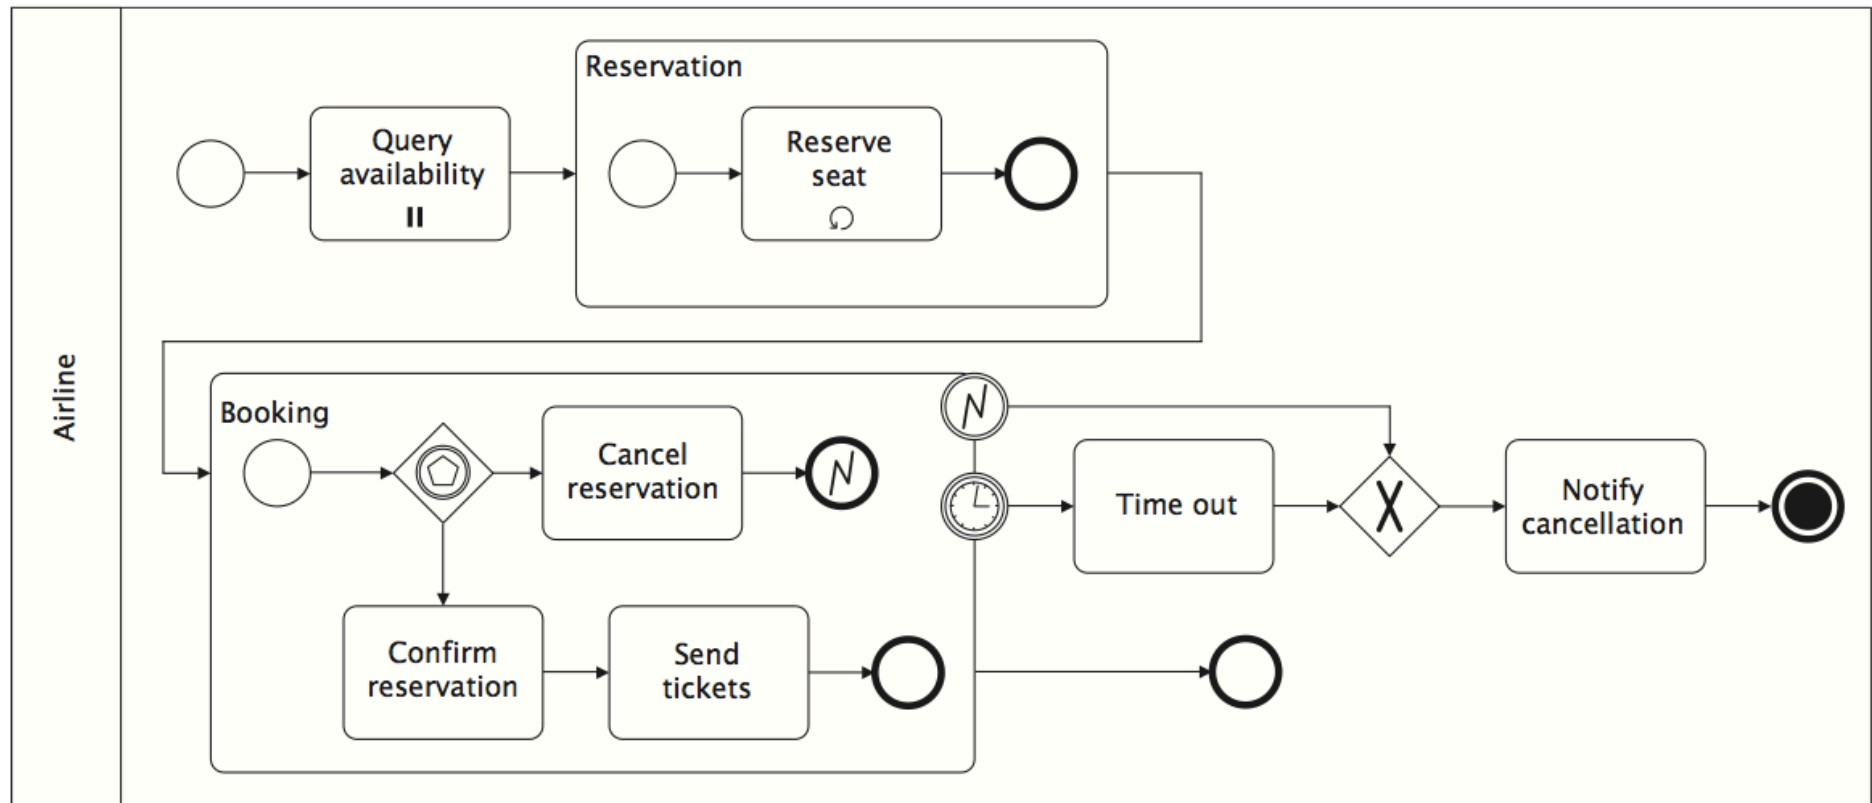 Airline
Reservation
Query
availability
Reserve
seat
Booking
Cancel
reservation
Time out
Notify
cancellation
Confirm
reservation
Send
tickets